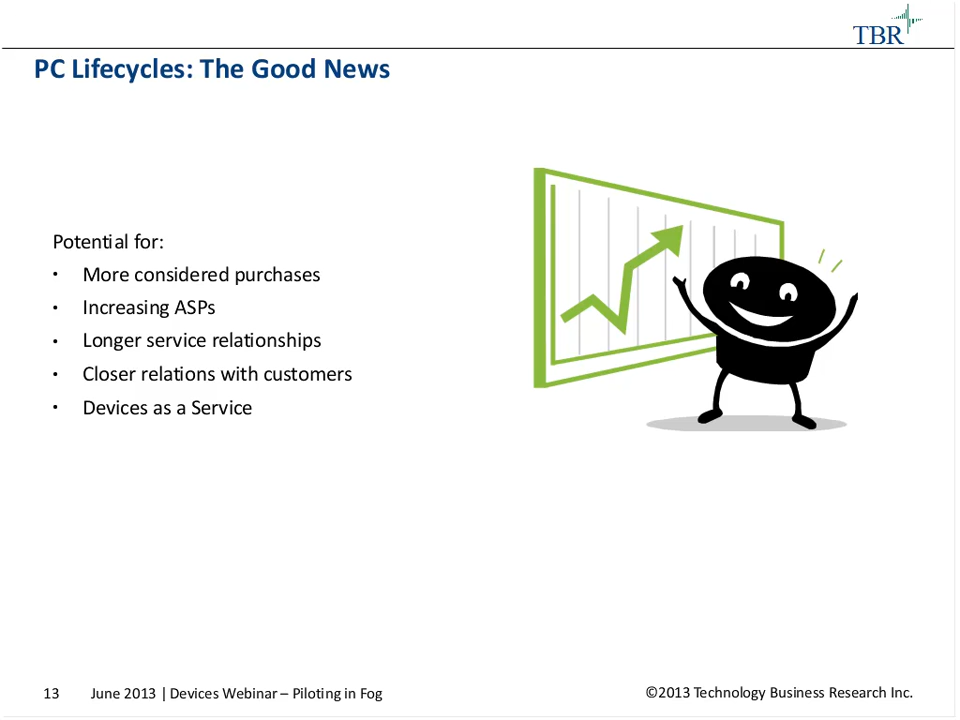 TBR
PC Lifecycles: The Good News
Potential for:
• More considered purchases
• Increasing ASPs
• Longer service relationships
• Closer relations with customers
• Devices as a Service
13 June 2013 | Devices Webinar – Piloting in Fog
©2013 Technology Business Research Inc.